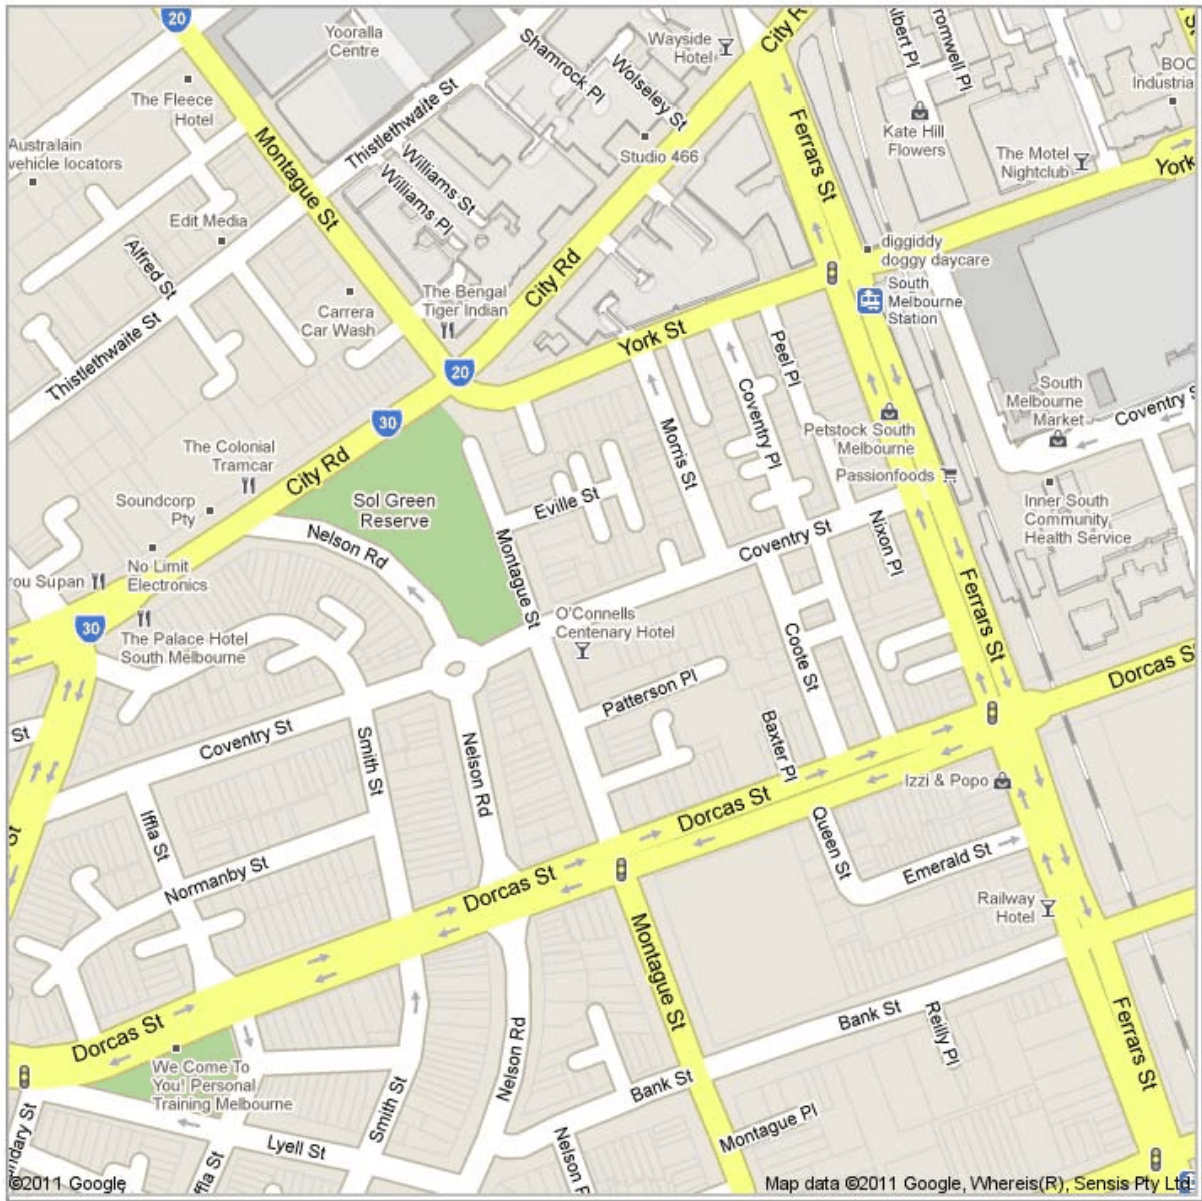 20
Yooralla
Centre
Shamrock Pl
Wayside
Hotel
Wolseley St
City R
Albert Pl
romwell Pl
BOC
Industria
The Fleece
Hotel
Thistlethwaite St
Ferrars St
Kate Hill
Flowers
Australain
vehicle locators
Montague St
Williams St
Williams Pl
Studio 466
The Motel
Nightclub
York
Edit Media
Alfred St
City Rd
diggiddy
doggy daycare
South
Melbourne
Station
Carrera
Car Wash
The Bengal
Tiger Indian
York St
Peel Pl
Thistlethwaite St
20
30
Coventry Pl
South
Melbourne
Market
Coventry S
The Colonial
Tramcar
City Rd
Morris St
Petstock South
Melbourne
Passionfoods
Soundcorp
Pty
Sol Green
Reserve
Eville St
Inner South
Community
Health Service
Nelson Rd
Montague St
Coventry St
Nixon Pl
No Limit
Electronics
rou Supan
30
The Palace Hotel
South Melbourne
O'Connells
Centenary Hotel
Coote St
Ferrars St
Dorcas S
Patterson Pl
St
Coventry St
Smith St
Nelson Rd
Baxter Pl
Izzi & Popo
St
Iffla St
Dorcas St
Queen St
Emerald St
Normanby St
Dorcas St
Railway
Hotel
Montague St
Bank St
Reilly Pl
Ferrars St
Dorcas St
Nelson Rd
We Come To
You! Personal
Training Melbourne
Smith St
Bank St
Montague Pl
ndary St
Lyell St
ffla St
Nelson P
©2011 Google
Map data ©2011 Google, Whereis(R), Sensis Pty Ltd